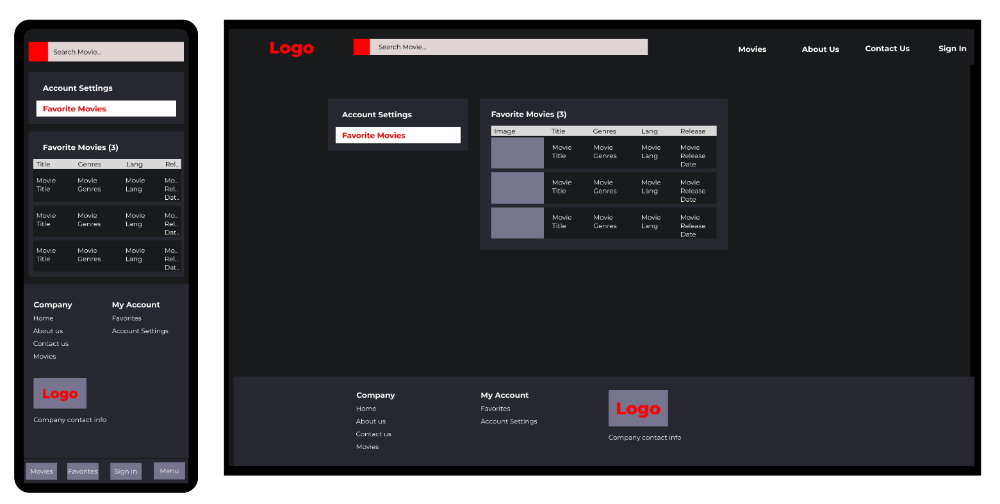 Search Movie...
Account Settings
Favorite Movies
Favorite Movies (3)
Title Genres Lang Rel..
Movie Movie Movie Mo..
Title Genres Lang Rel..
Dat..
Movie Movie Movie Mo..
Title Genres Lang Rel..
Dat..
Movie Movie Movie Mo..
Title Genres Lang Rel..
Dat..
Company My Account
Home Favorites
About us Account Settings
Contact us
Movies
Logo
Company contact info
Movies Favorites Sign in Menu
Logo Search Movie... Movies About Us Contact Us Sign In
Account Settings
Favorite Movies
Favorite Movies (3)
Image Title Genres Lang Release
Movie Movie Movie Movie
Title Genres Lang Release
Date
Movie Movie Movie Movie
Title Genres Lang Release
Date
Movie Movie Movie Movie
Title Genres Lang Release
Date
Company My Account
Home Favorites
About us Account Settings
Contact us
Movies
Logo
Company contact info